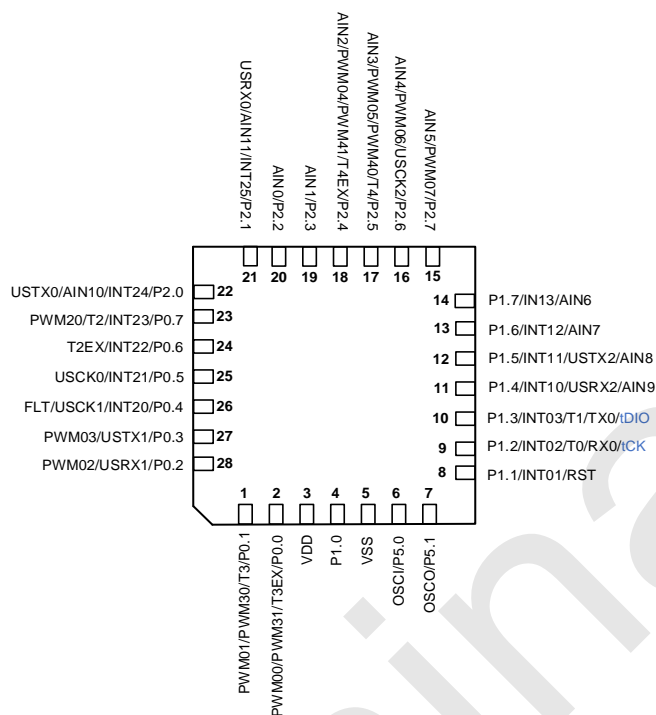 USRX0/AIN11/INT25/P2.1
AIN0/P2.2
AIN1/P2.3
AIN2/PWM04/PWM41/T4EX/P2.4
AIN3/PWM05/PWM40/T4/P2.5
AIN4/PWM06/USCK2/P2.6
AIN5/PWM07/P2.7
21
20
19
18
17
16
15
USTX0/AIN10/INT24/P2.0 22
PWM20/T2/INT23/P0.7 23
T2EX/INT22/P0.6 24
USCK0/INT21/P0.5 25
FLT/USCK1/INT20/P0.4 26
PWM03/USTX1/P0.3 27
PWM02/USRX1/P0.2 28
14 P1.7/IN13/AIN6
13 P1.6/INT12/AIN7
12 P1.5/INT11/USTX2/AIN8
11 P1.4/INT10/USRX2/AIN9
10 P1.3/INT03/T1/TX0/tDIO
9 P1.2/INT02/T0/RX0/tCK
8 P1.1/INT01/RST
1
2
3
4
5
6
7
PWM01/PWM30/T3/P0.1
PWM00/PWM31/T3EX/P0.0
VDD
P1.0
VSS
OSCI/P5.0
OSCO/P5.1